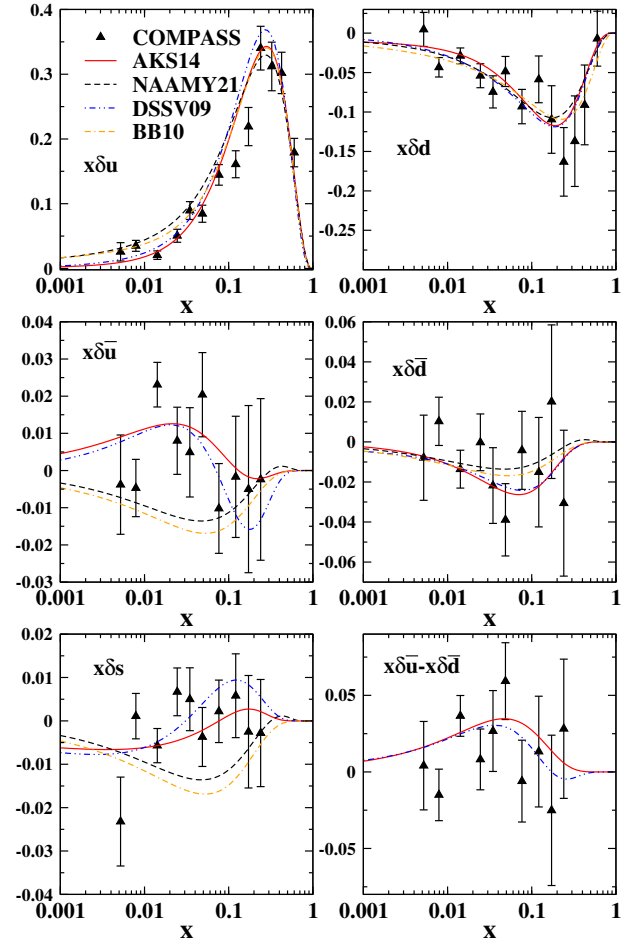 COMPASS
AKS14
NAAMY21
DSSV09
BB10
xδu
0.4
0.3
0.2
0.1
0
0.001 0.01 0.1 1
x
xδd
0
-0.05
-0.1
-0.15
-0.2
-0.25
0.001 0.01 0.1 1
x
xδu̅
0.04
0.03
0.02
0.01
0
-0.01
-0.02
-0.03
0.001 0.01 0.1 1
x
xδd̅
0.06
0.04
0.02
0
-0.02
-0.04
-0.06
0.001 0.01 0.1 1
x
xδs
0.02
0.01
0
-0.01
-0.02
-0.03
-0.04
0.001 0.01 0.1 1
x
xδu̅-xδd̅
0.05
0
-0.05
0.001 0.01 0.1 1
x